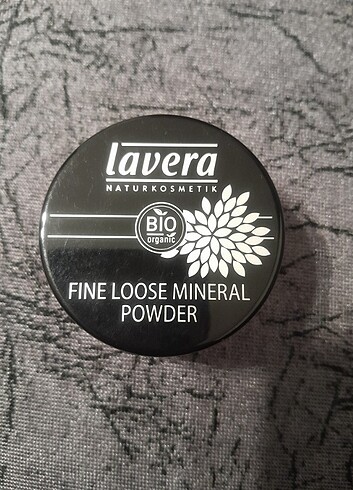 lavera
NATURKOSMETIK
BIO
organic
FINE LOOSE MINERAL
POWDER